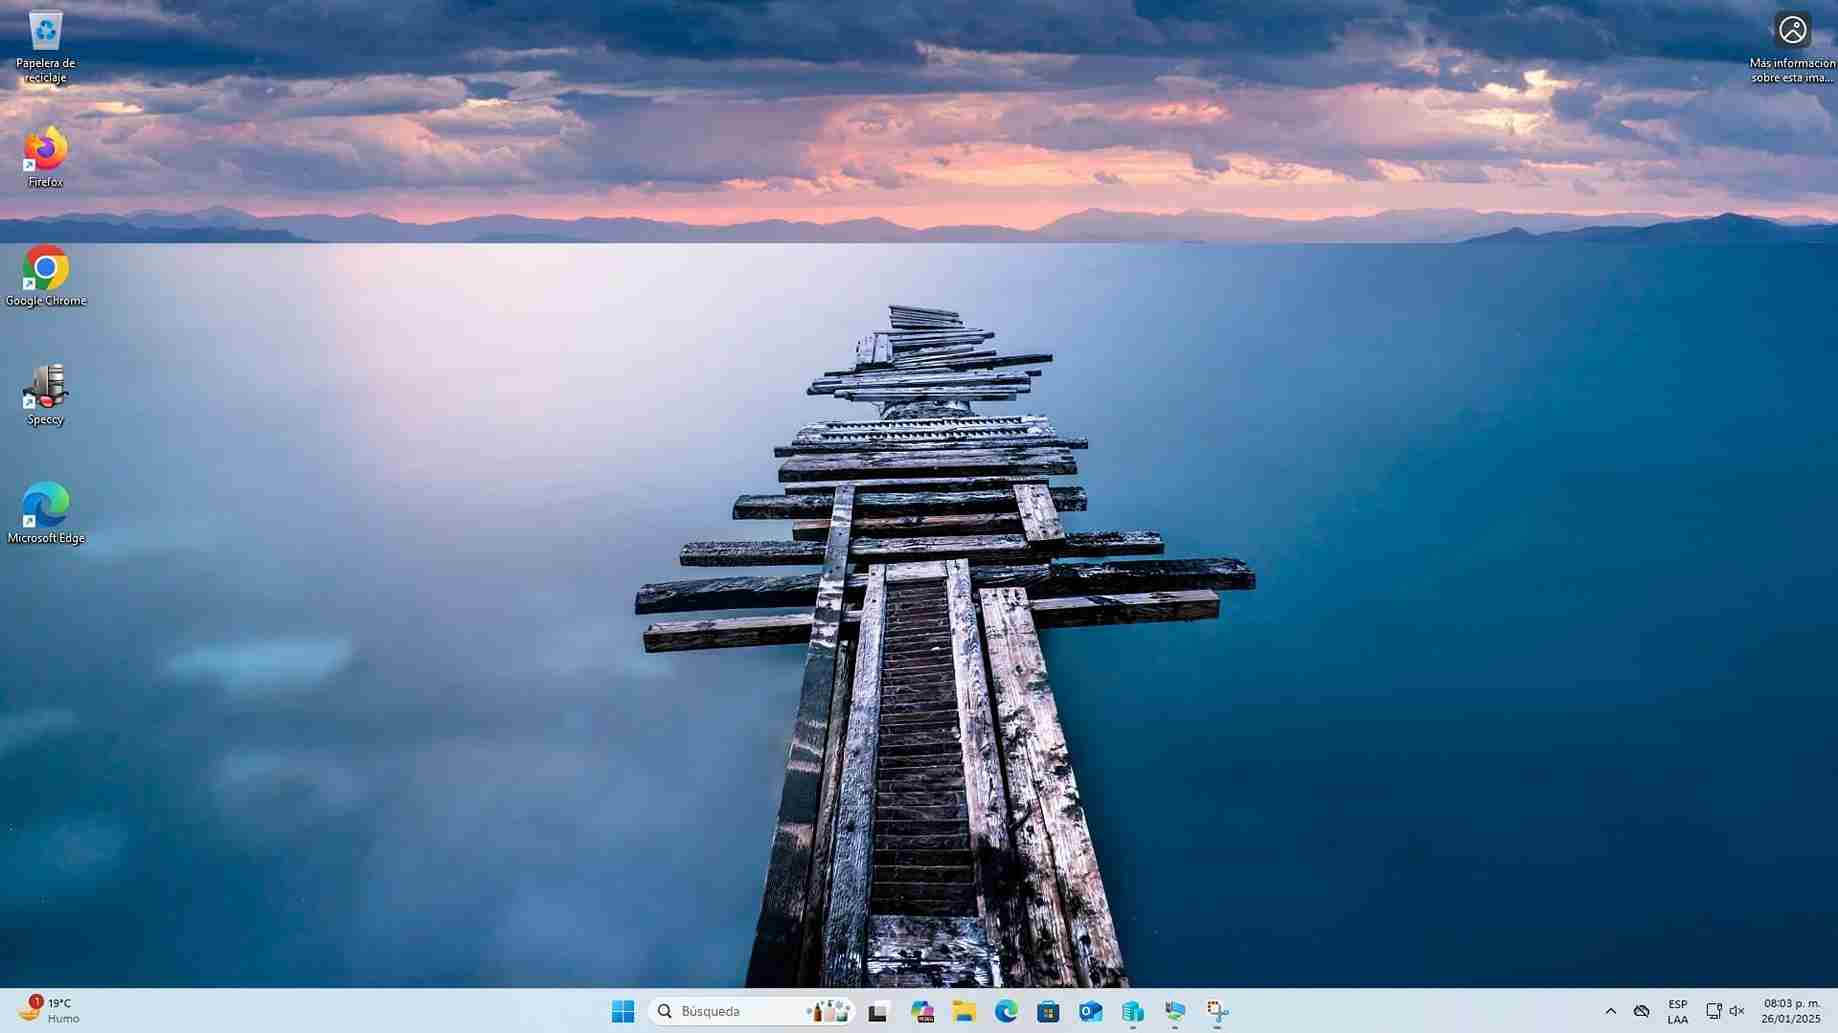 Papelera de
reciclaje
Más información
sobre esta ima...
Firefox
Google Chrome
Speccy
Microsoft Edge
1
19°C
Humo
Búsqueda
ESP
LAA
08:03 p. m.
26/01/2025